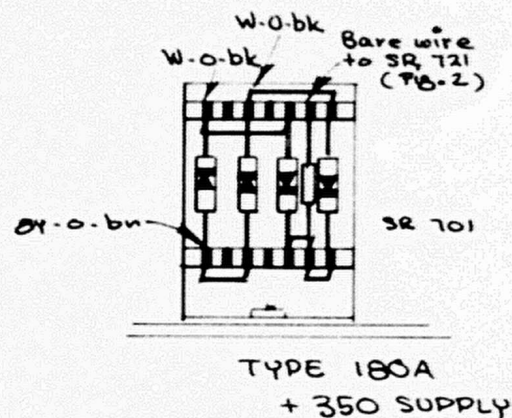 W-o-bk
W-o-bk
Bare wire
to SR 721
(Fig. 2)
SR 701
TYPE 180A
+ 350 SUPPLY